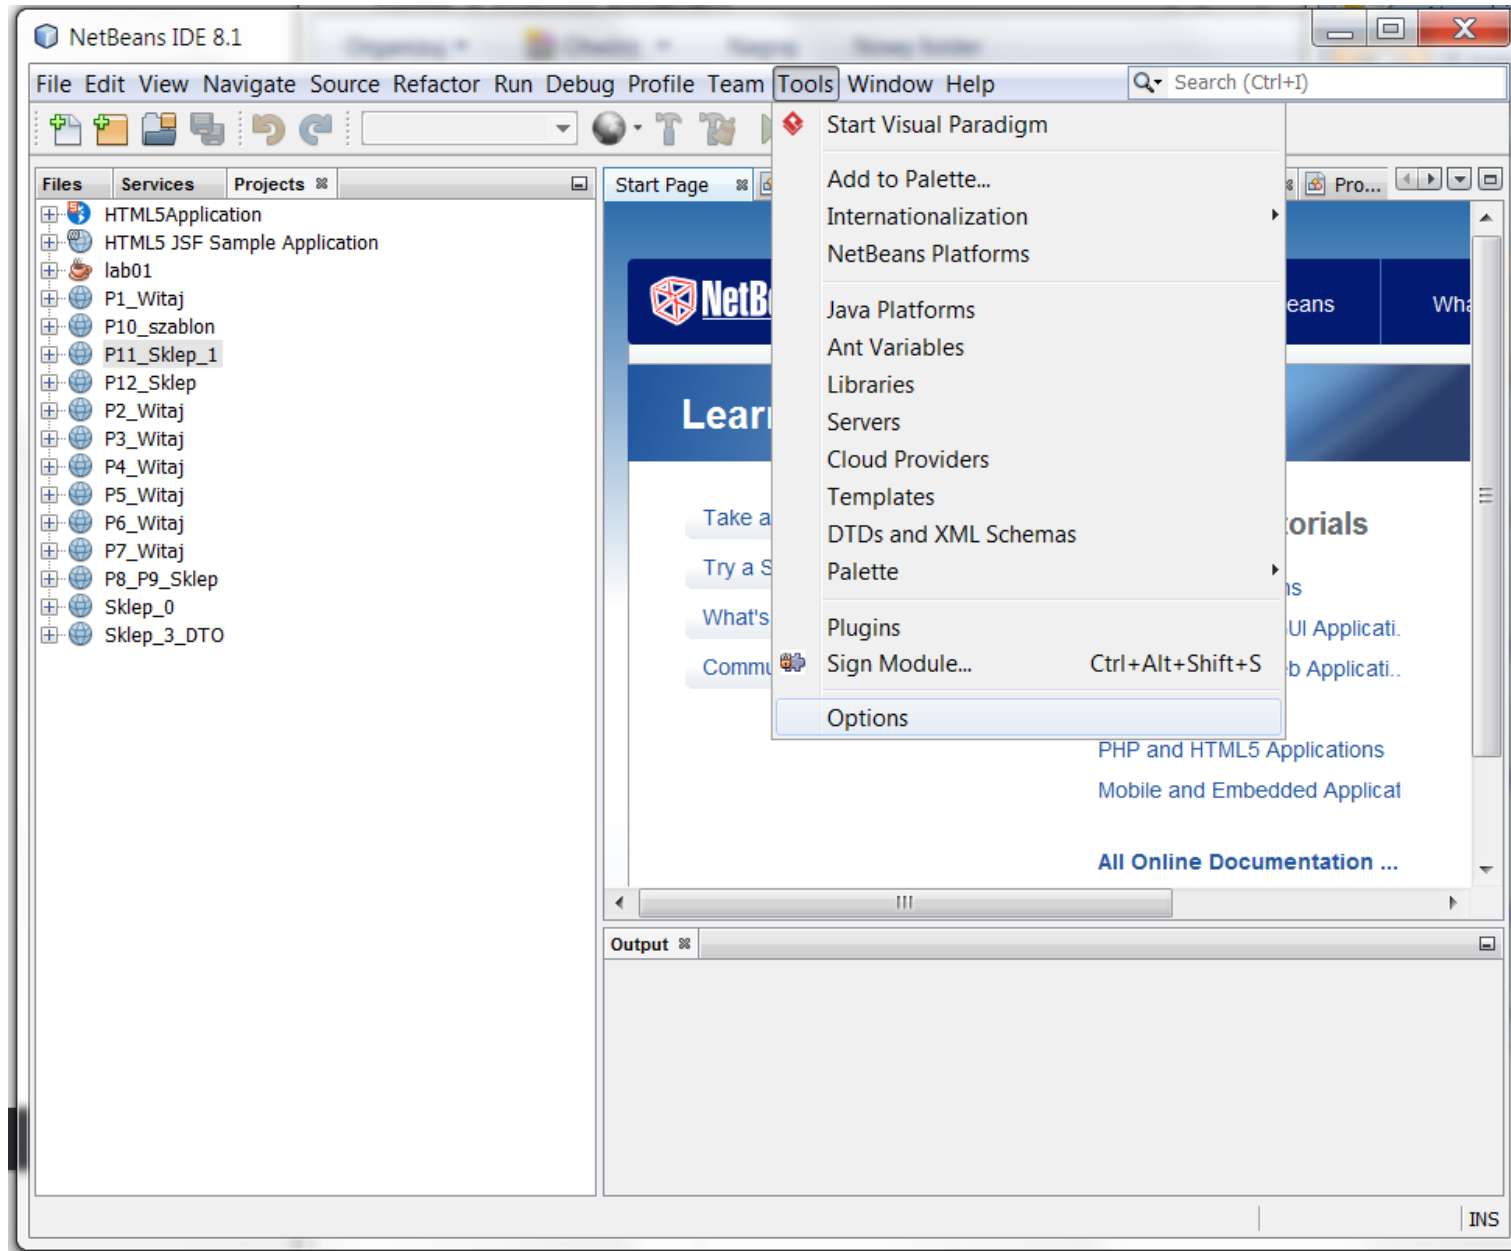 NetBeans IDE 8.1
File Edit View Navigate Source Refactor Run Debug Profile Team Tools Window Help
Search (Ctrl+I)
Files Services Projects
HTML5Application
HTML5 JSF Sample Application
lab01
P1_Witaj
P10_szablon
P11_Sklep_1
P12_Sklep
P2_Witaj
P3_Witaj
P4_Witaj
P5_Witaj
P6_Witaj
P7_Witaj
P8_P9_Sklep
Sklep_0
Sklep_3_DTO
Start Visual Paradigm
Add to Palette...
Internationalization
NetBeans Platforms
Java Platforms
Ant Variables
Libraries
Servers
Cloud Providers
Templates
DTDs and XML Schemas
Palette
Plugins
Sign Module... Ctrl+Alt+Shift+S
Options
Start Page
Pro...
NetB
eans
Wha
Lear
Take a
Try a S
What's
Commu
orials
ns
UI Applicati.
b Applicati..
PHP and HTML5 Applications
Mobile and Embedded Applicat
All Online Documentation ...
Output
INS